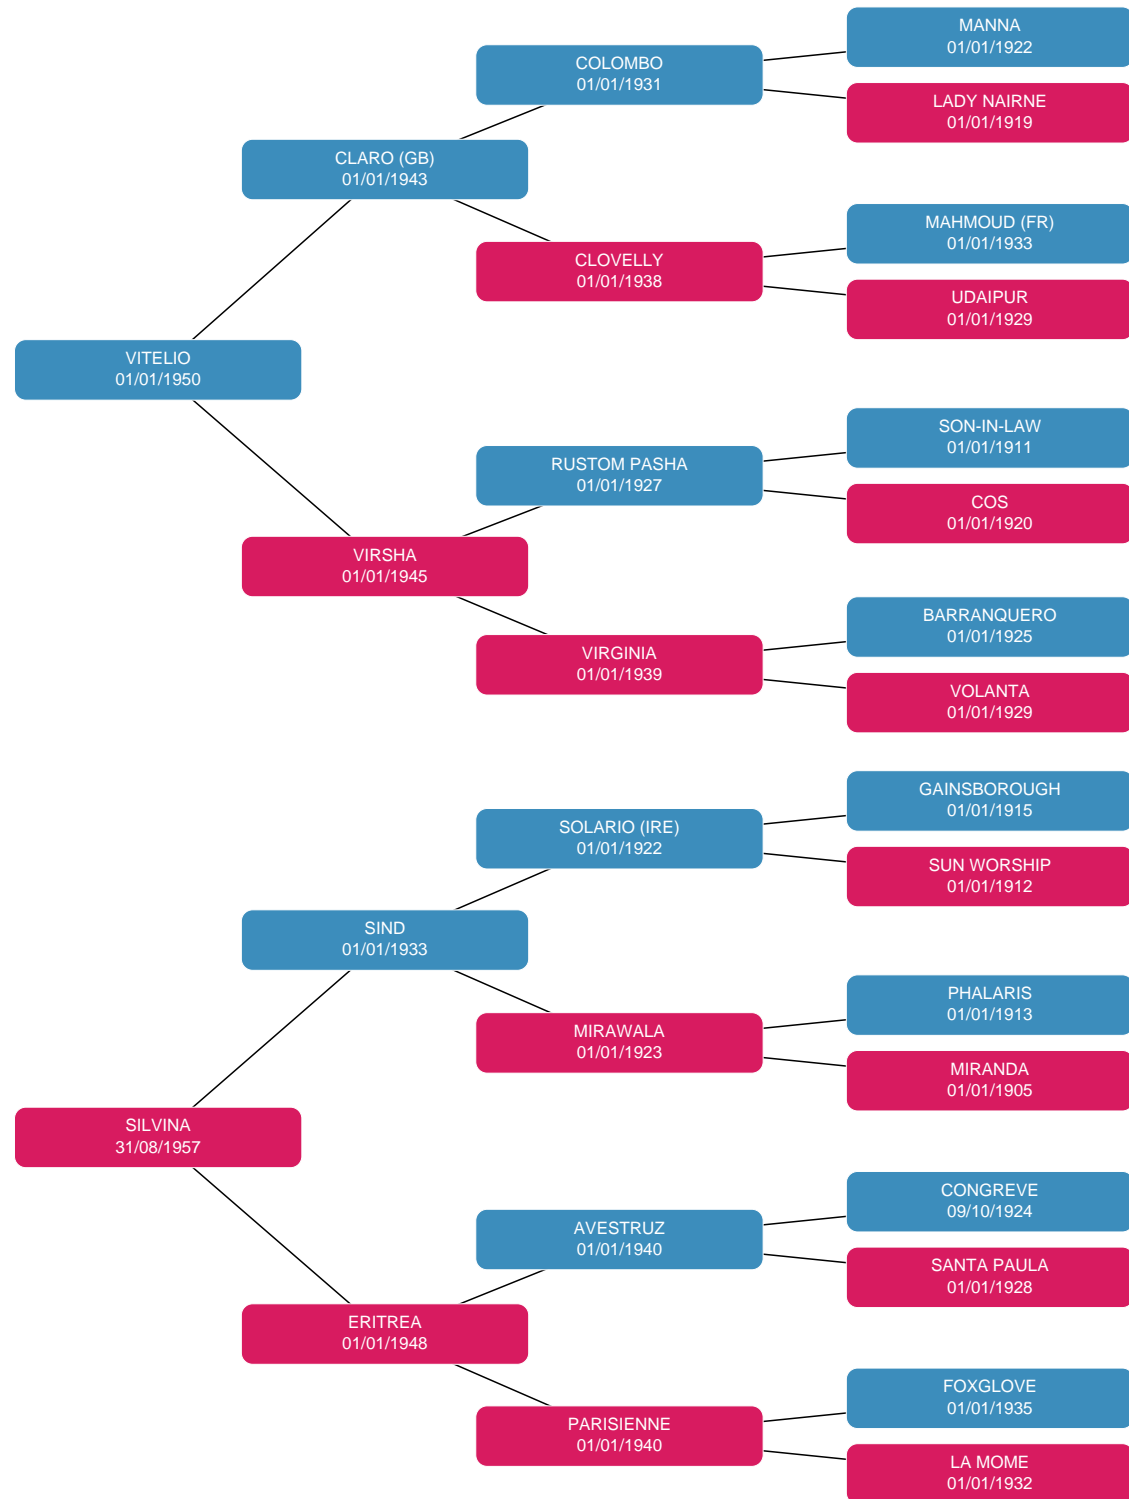 MANNA
01/01/1922
COLOMBO
01/01/1931
LADY NAIRNE
01/01/1919
CLARO (GB)
01/01/1943
MAHMOUD (FR)
01/01/1933
CLOVELLY
01/01/1938
UDAIPUR
01/01/1929
VITELIO
01/01/1950
SON-IN-LAW
01/01/1911
RUSTOM PASHA
01/01/1927
COS
01/01/1920
VIRSHA
01/01/1945
BARRANQUERO
01/01/1925
VIRGINIA
01/01/1939
VOLANTA
01/01/1929
GAINSBOROUGH
01/01/1915
SOLARIO (IRE)
01/01/1922
SUN WORSHIP
01/01/1912
SIND
01/01/1933
PHALARIS
01/01/1913
MIRAWALA
01/01/1923
MIRANDA
01/01/1905
SILVINA
31/08/1957
CONGREVE
09/10/1924
AVESTRUZ
01/01/1940
SANTA PAULA
01/01/1928
ERITREA
01/01/1948
FOXGLOVE
01/01/1935
PARISIENNE
01/01/1940
LA MOME
01/01/1932